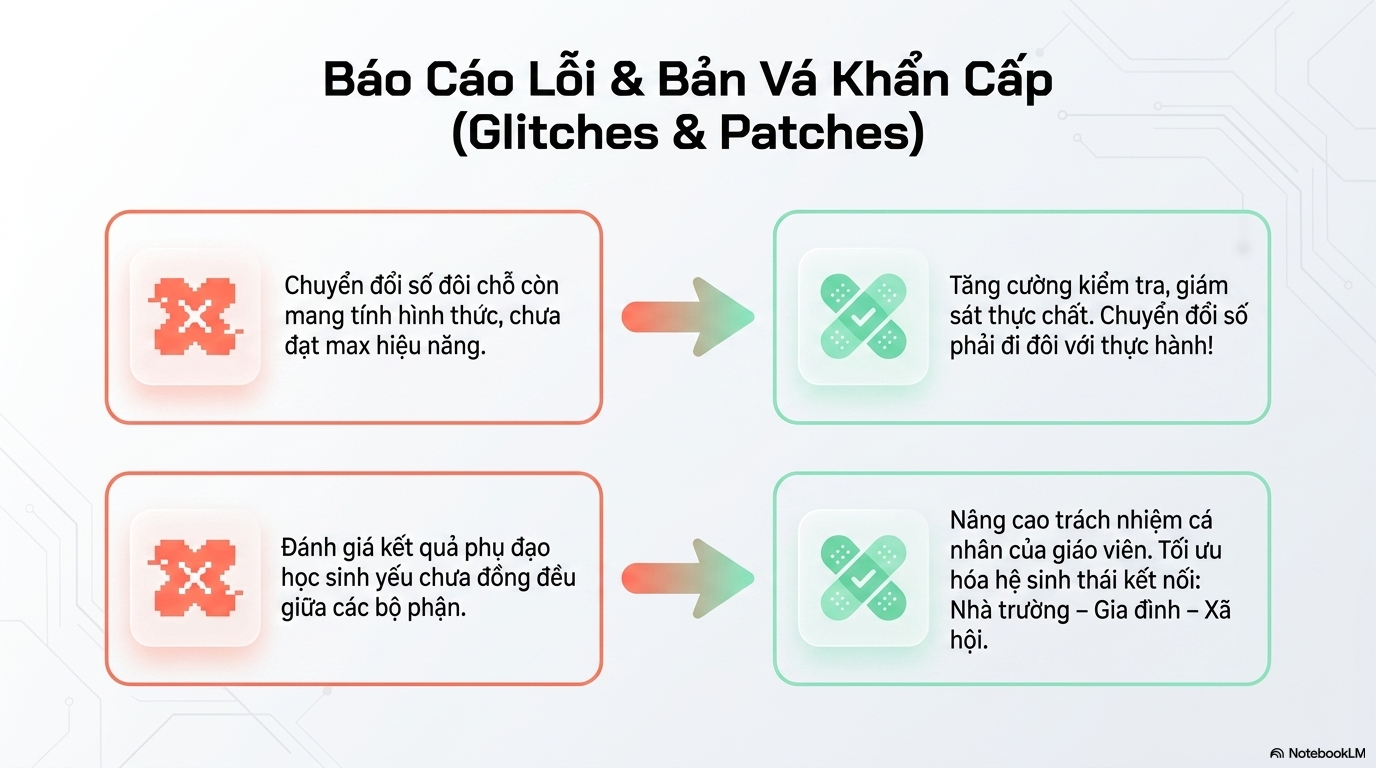 Báo Cáo Lỗi & Bản Vá Khẩn Cấp
(Glitches & Patches)
Chuyển đổi số đôi chỗ còn
mang tính hình thức, chưa
đạt max hiệu năng.
Tăng cường kiểm tra, giám
sát thực chất. Chuyển đổi số
phải đi đôi với thực hành!
Đánh giá kết quả phụ đạo
học sinh yếu chưa đồng đều
giữa các bộ phận.
Nâng cao trách nhiệm cá
nhân của giáo viên. Tối ưu
hóa hệ sinh thái kết nối:
Nhà trường – Gia đình – Xã
hội.
NotebookLM